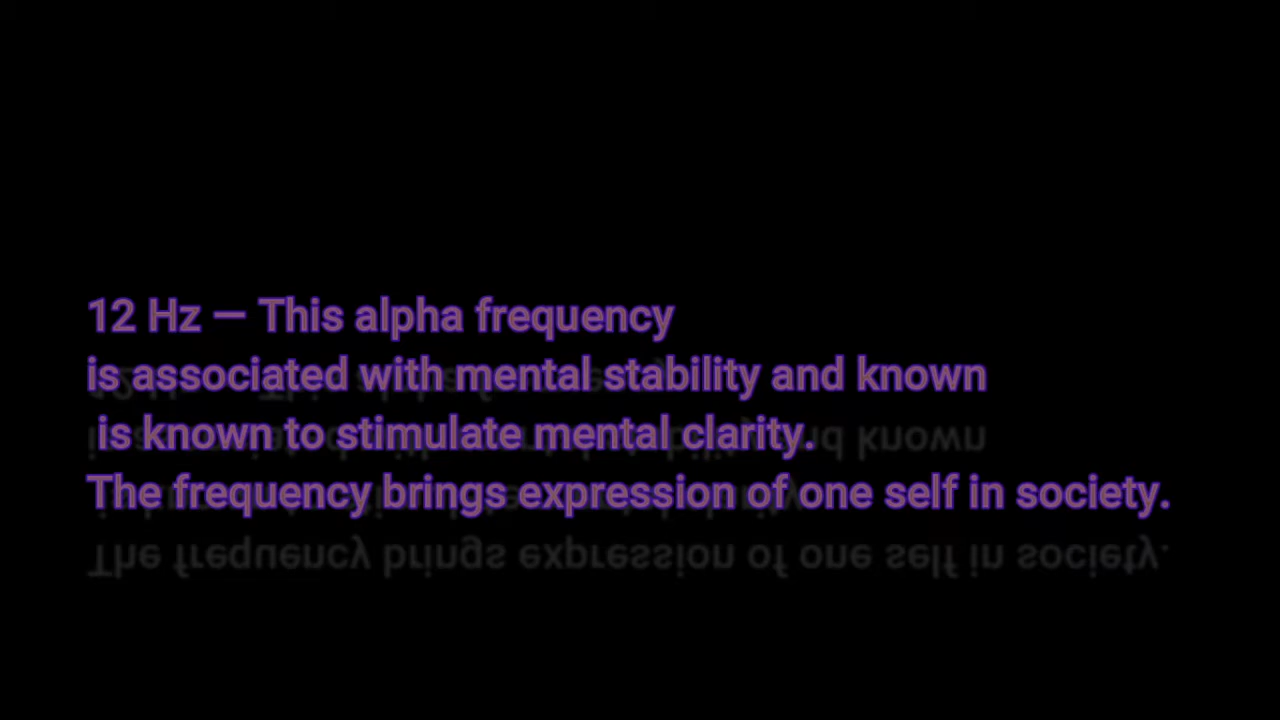 12 Hz — This alpha frequency
is associated with mental stability and known
is known to stimulate mental clarity.
The frequency brings expression of one self in society.